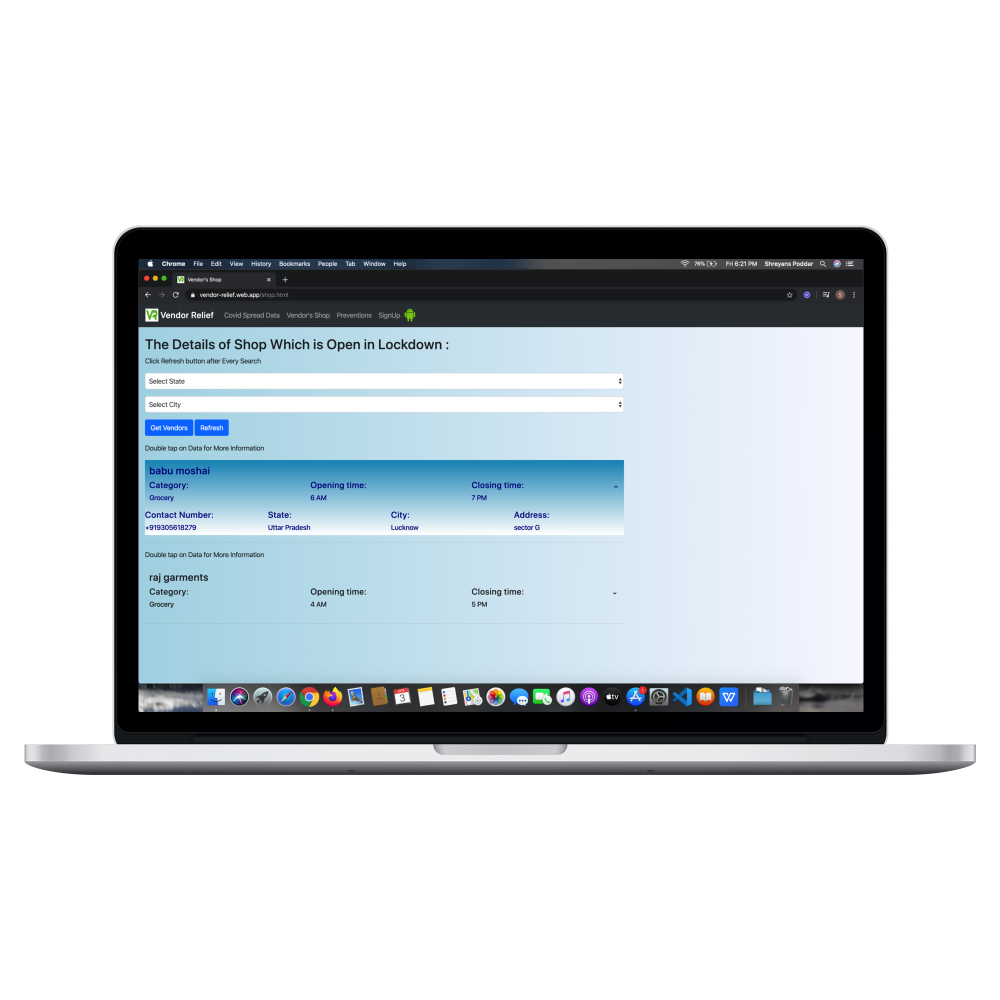 Chrome File Edit View History Bookmarks People Tab Window Help 76% Fri 6:21 PM Shreyans Poddar
VR Vendor's Shop
vendor-relief.web.app/shop.html S
VR Vendor Relief Covid Spread Data Vendor's Shop Preventions SignUp
The Details of Shop Which is Open in Lockdown :
Click Refresh button after Every Search
Select State
Select City
Get Vendors Refresh
Double tap on Data for More Information
babu moshai
Category: Opening time: Closing time:
Grocery 6 AM 7 PM
Contact Number: State: City: Address:
+919305618279 Uttar Pradesh Lucknow sector G
Double tap on Data for More Information
raj garments
Category: Opening time: Closing time:
Grocery 4 AM 5 PM
APR 1
3 tv W